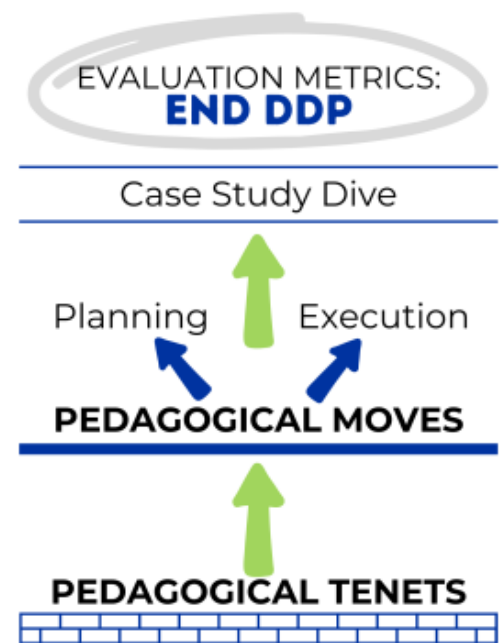 EVALUATION METRICS:
END DDP
Case Study Dive
Planning
Execution
PEDAGOGICAL MOVES
PEDAGOGICAL TENETS